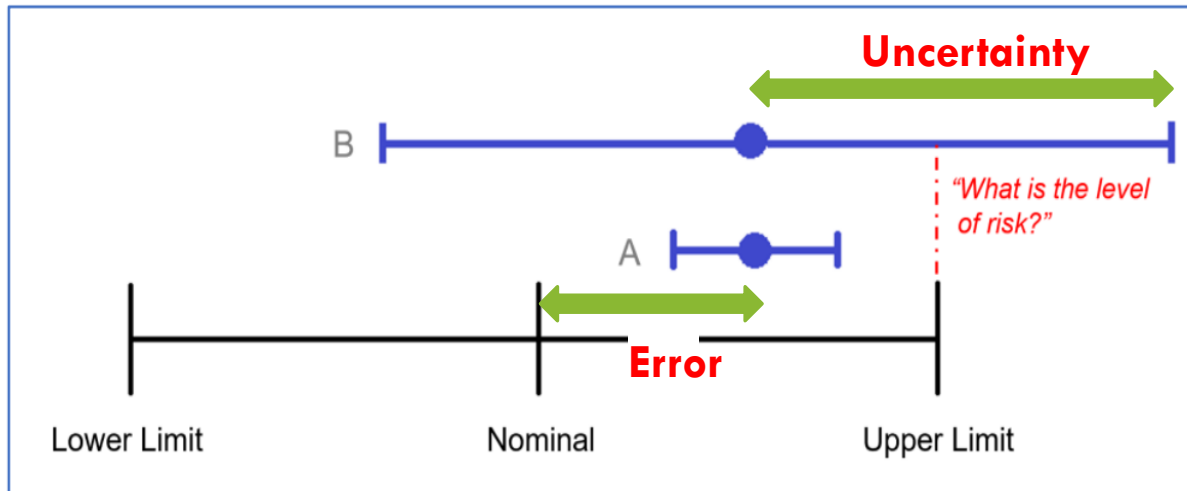 Uncertainty
B
“What is the level
of risk?”
A
Error
Lower Limit
Nominal
Upper Limit